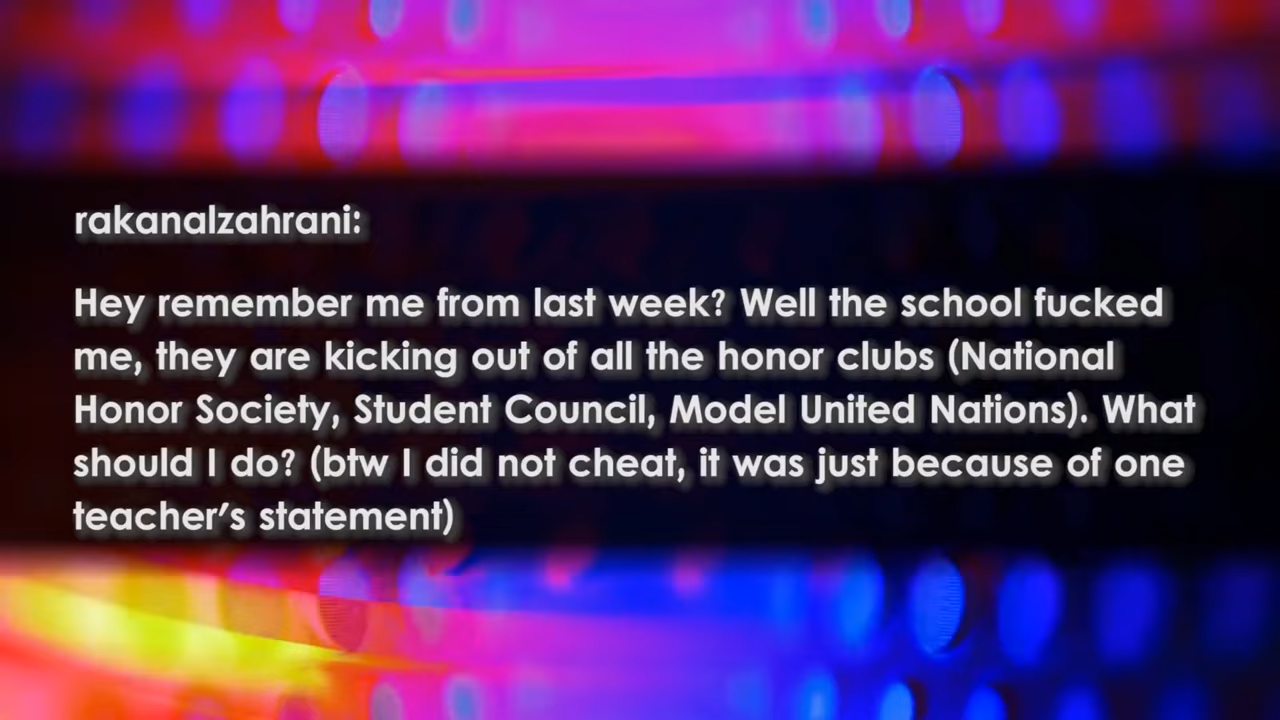 rakanalzahrani:
Hey remember me from last week? Well the school fucked
me, they are kicking out of all the honor clubs (National
Honor Society, Student Council, Model United Nations). What
should I do? (btw I did not cheat, it was just because of one
teacher's statement)